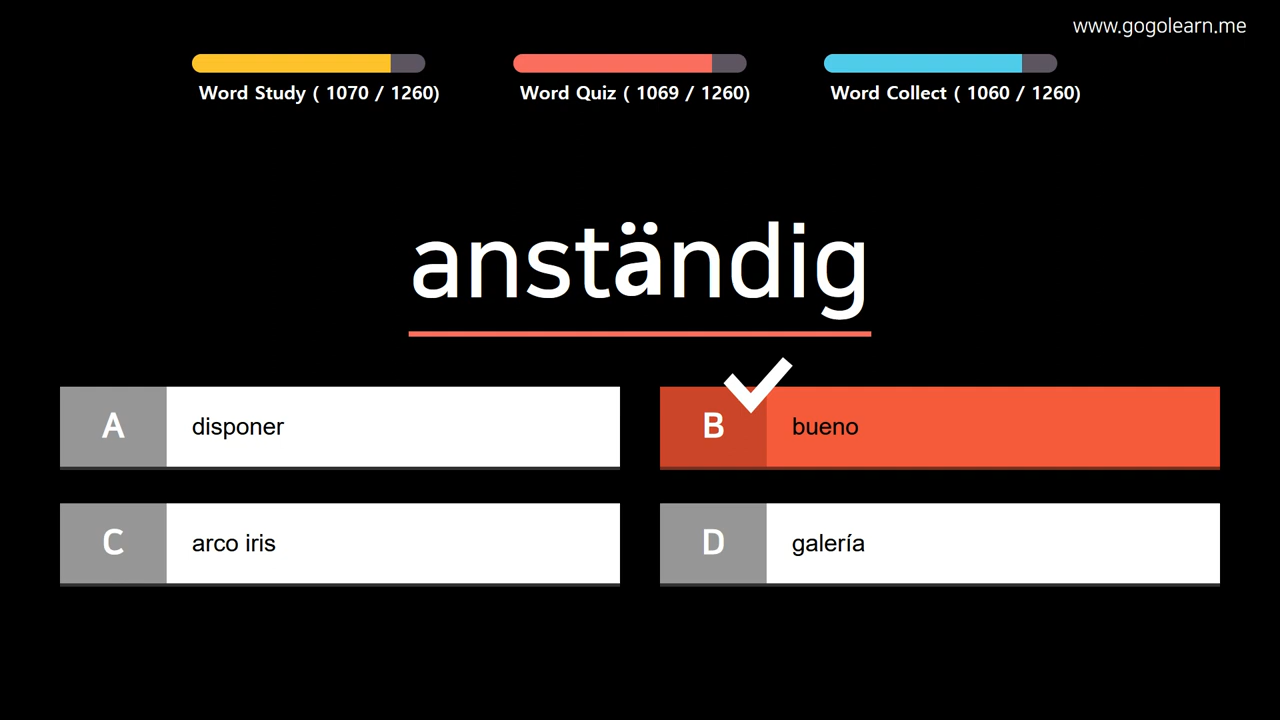 www.gogolearn.me
Word Study ( 1070 / 1260)
Word Quiz ( 1069 / 1260)
Word Collect ( 1060 / 1260)
anständig
A disponer
B bueno
C arco iris
D galería